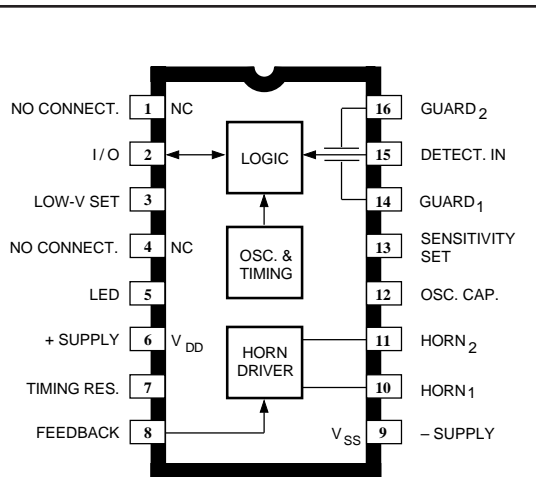 NO CONNECT. 1 NC 16 GUARD2
I/O 2 LOGIC 15 DETECT. IN
LOW-V SET 3 14 GUARD1
NO CONNECT. 4 NC 13 SENSITIVITY
SET
OSC. &
TIMING
LED 5 12 OSC. CAP.
+ SUPPLY 6 VDD 11 HORN2
HORN
DRIVER
TIMING RES. 7 10 HORN1
FEEDBACK 8 VSS 9 – SUPPLY